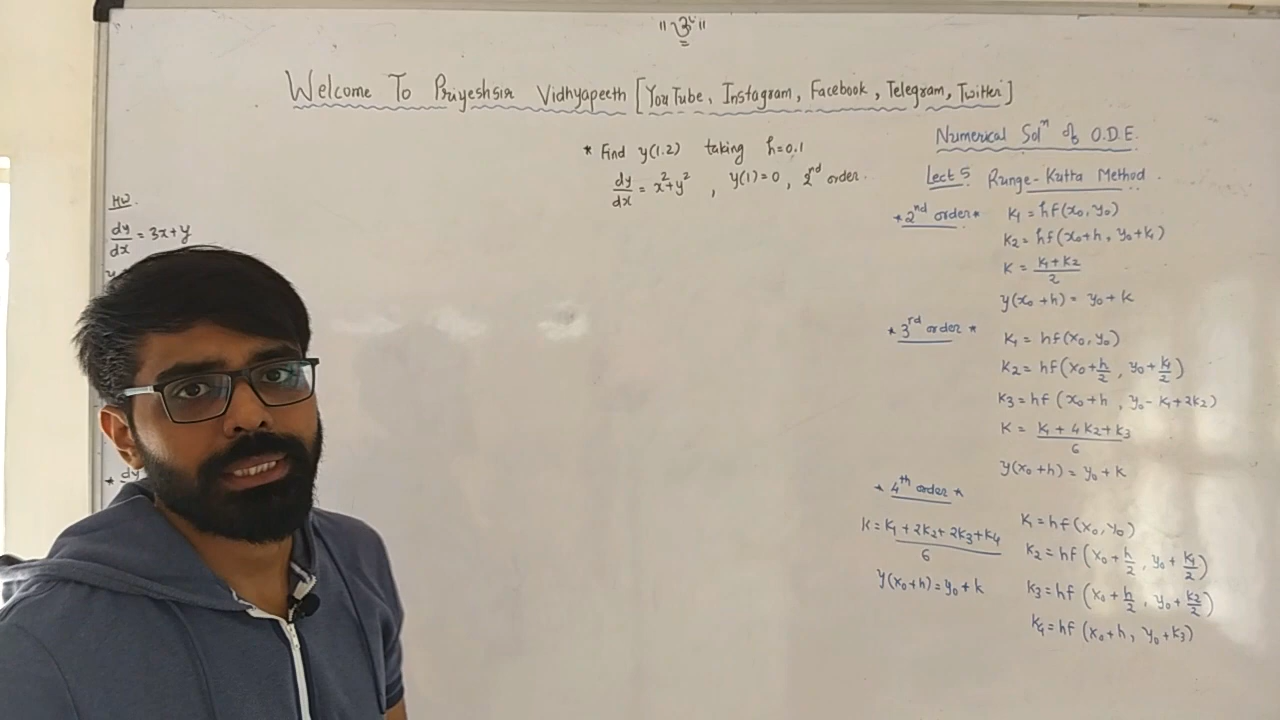 ॥ ૐ ॥
Welcome To Priyeshsir Vidhyapeeth [YouTube, Instagram, Facebook, Telegram, Twitter]
* Find y(1.2) taking h=0.1
dy/dx = x²+y² , y(1)=0 , 2nd order.
HW.
dy/dx = 3x+y
* dy
Numerical Solⁿ of O.D.E.
Lect 5 Runge-Kutta Method.
*2nd order* K₁=hf(x₀,y₀)
K₂=hf(x₀+h, y₀+K₁)
K = (K₁+K₂)/2
y(x₀+h) = y₀+K
*3rd order* K₁ = hf(x₀,y₀)
K₂=hf(x₀+h/2, y₀+K₁/2)
K₃=hf(x₀+h, y₀-K₁+2K₂)
K = (K₁+4K₂+K₃)/6
y(x₀+h) = y₀+K
*4th order*
K = (K₁+2K₂+2K₃+K₄)/6
y(x₀+h) = y₀+K
K₁=hf(x₀,y₀)
K₂=hf(x₀+h/2, y₀+K₁/2)
K₃=hf(x₀+h/2, y₀+K₂/2)
K₄=hf(x₀+h, y₀+K₃)